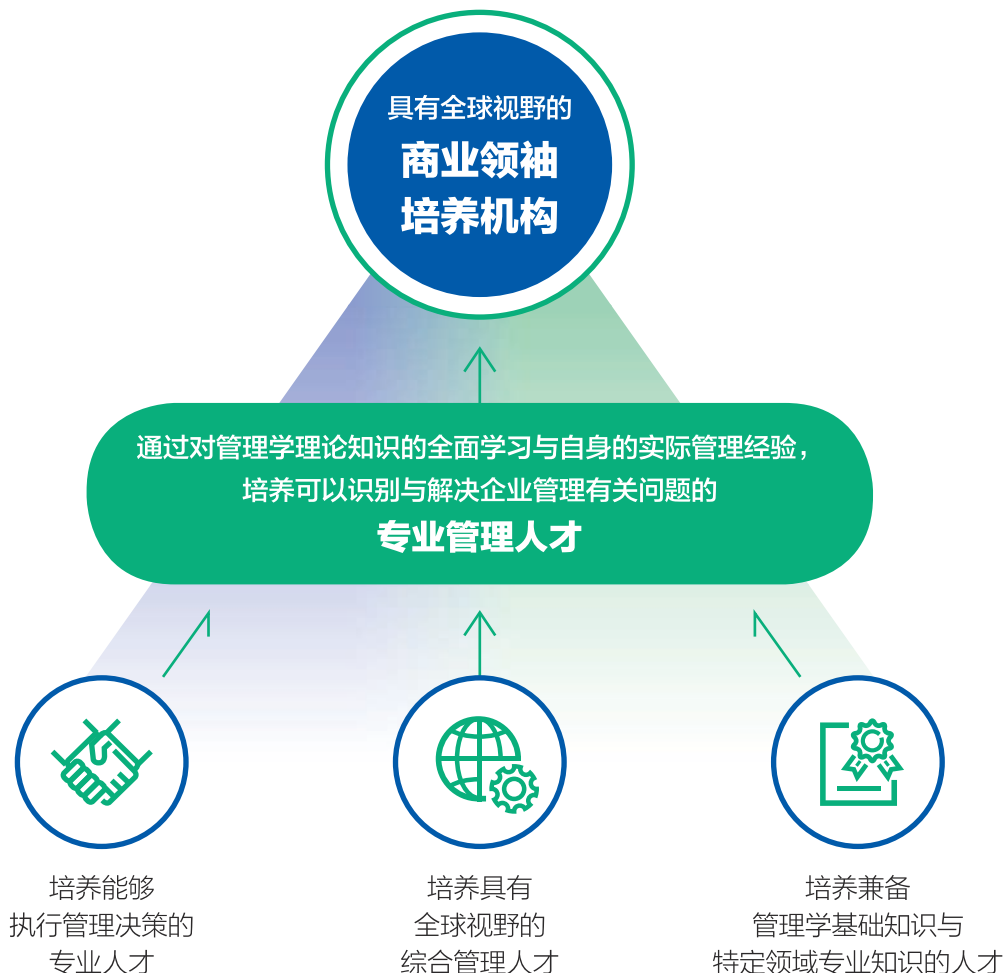 具有全球视野的
商业领袖
培养机构
通过对管理学理论知识的全面学习与自身的实际管理经验，
培养可以识别与解决企业管理有关问题的
专业管理人才
培养能够
执行管理决策的
专业人才
培养具有
全球视野的
综合管理人才
培养兼备
管理学基础知识与
特定领域专业知识的人才